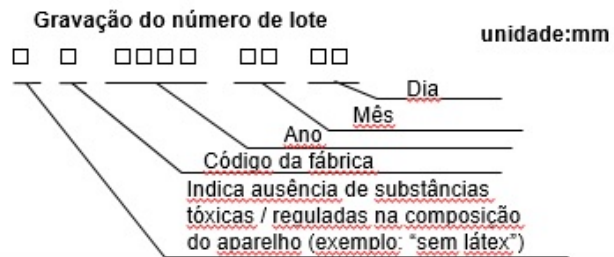 Gravação do número de lote
unidade:mm
□ □ □□□□ □□ □□
Dia
Mês
Ano
Código da fábrica
Indica ausência de substâncias
tóxicas / reguladas na composição
do aparelho (exemplo: “sem látex”)